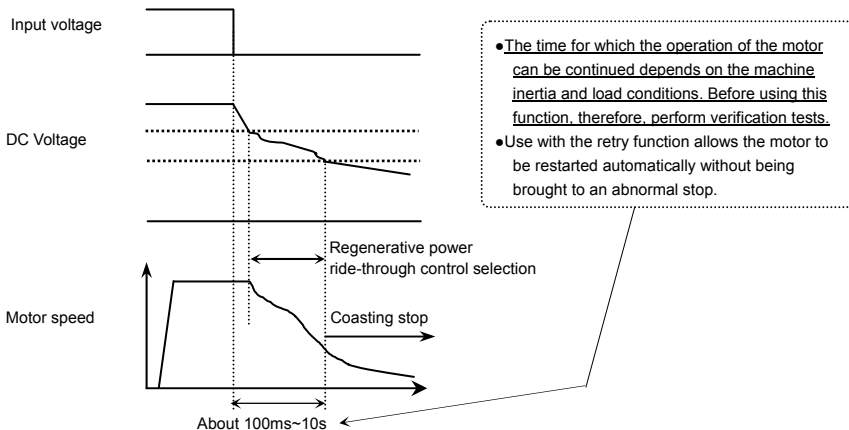 Input voltage
●The time for which the operation of the motor
can be continued depends on the machine
inertia and load conditions. Before using this
function, therefore, perform verification tests.
●Use with the retry function allows the motor to
be restarted automatically without being
brought to an abnormal stop.
DC Voltage
Regenerative power
ride-through control selection
Motor speed
Coasting stop
About 100ms~10s